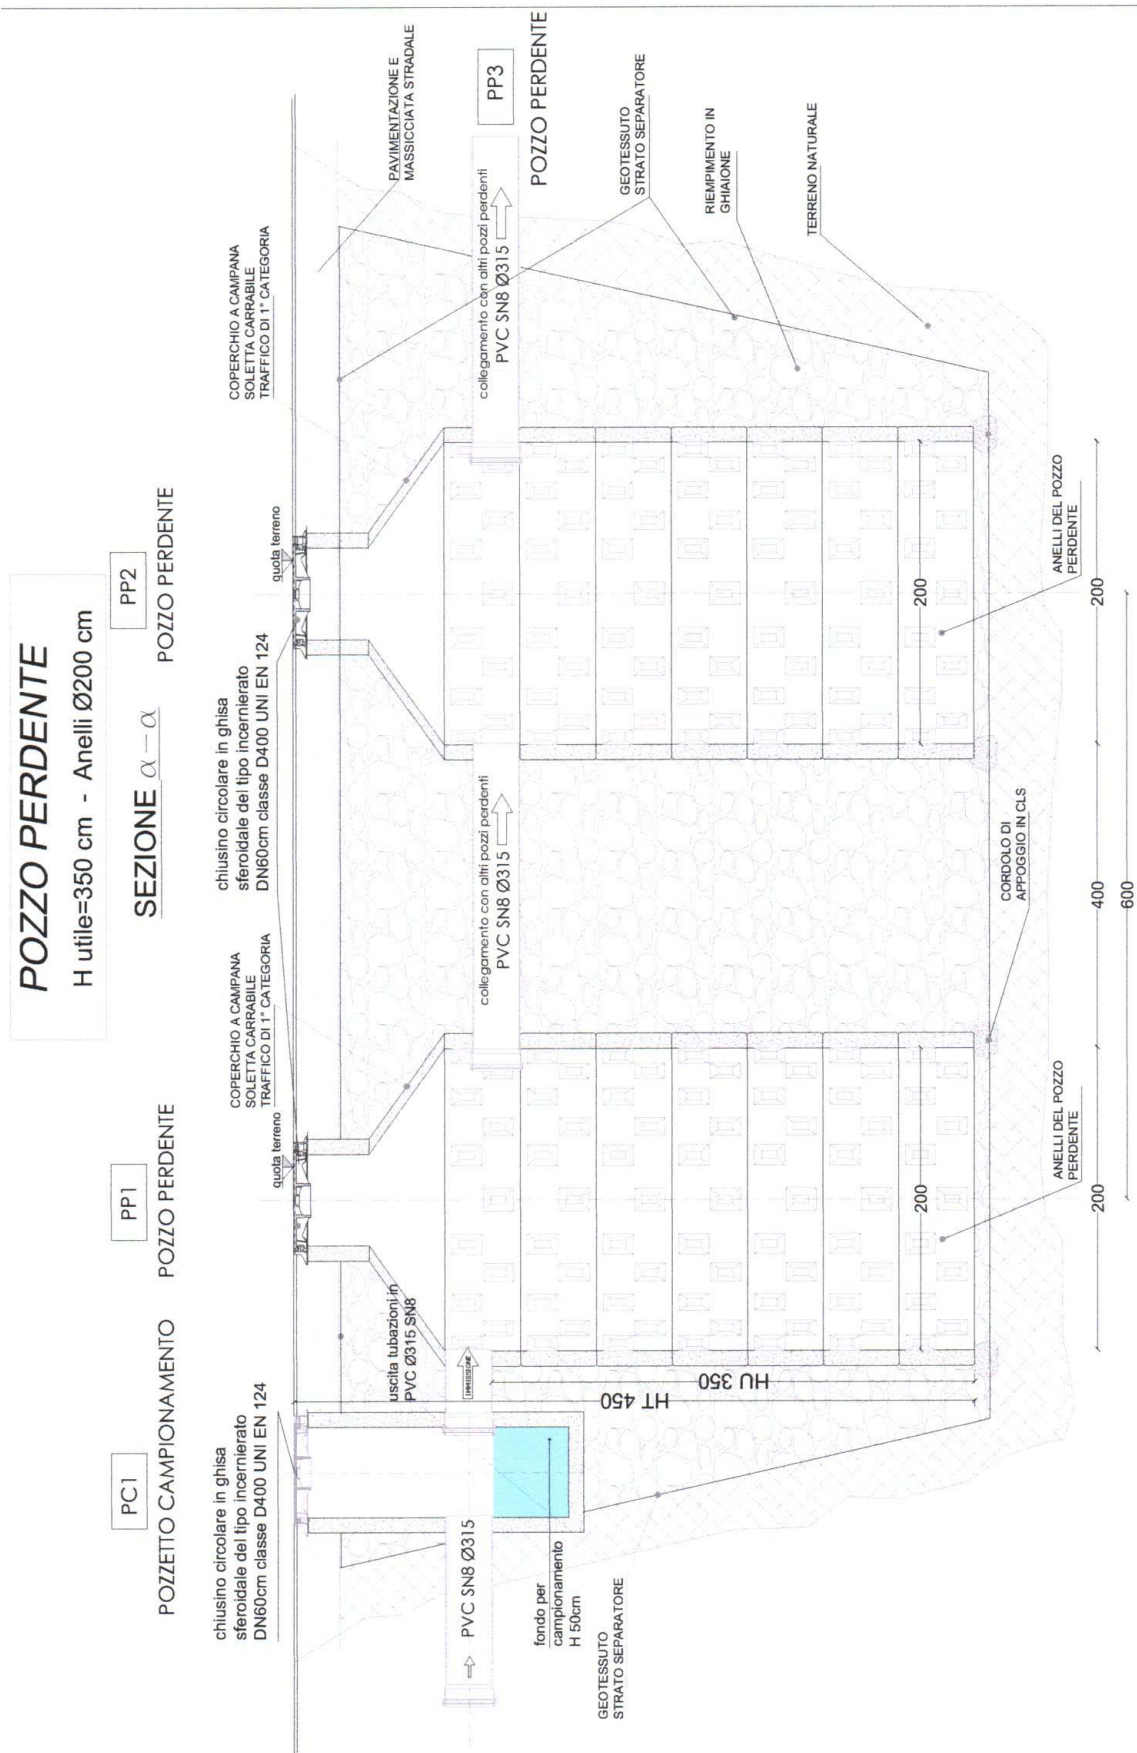 POZZO PERDENTE
H utile=350 cm - Anelli Ø200 cm
SEZIONE α-α
PC1
POZZETTO CAMPIONAMENTO
PP1
POZZO PERDENTE
PP2
POZZO PERDENTE
chiusino circolare in ghisa
sferoidale del tipo incernierato
DN60cm classe D400 UNI EN 124
quota terreno
COPERCHIO A CAMPANA
SOLETTA CARRABILE
TRAFFICO DI 1° CATEGORIA
chiusino circolare in ghisa
sferoidale del tipo incernierato
DN60cm classe D400 UNI EN 124
quota terreno
COPERCHIO A CAMPANA
SOLETTA CARRABILE
TRAFFICO DI 1° CATEGORIA
PAVIMENTAZIONE E
MASSICCIATA STRADALE
uscita tubazioni in
PVC Ø315 SN8
PVC SN8 Ø315
IMMISSIONE
collegamento con altri pozzi perdenti
PVC SN8 Ø315
collegamento con altri pozzi perdenti
PVC SN8 Ø315
PP3
POZZO PERDENTE
fondo per
campionamento
H 50cm
GEOTESSUTO
STRATO SEPARATORE
HT 450
HU 350
GEOTESSUTO
STRATO SEPARATORE
RIEMPIMENTO IN
GHIAIONE
TERRENO NATURALE
200
200
ANELLI DEL POZZO
PERDENTE
CORDOLO DI
APPOGGIO IN CLS
ANELLI DEL POZZO
PERDENTE
200
400
200
600